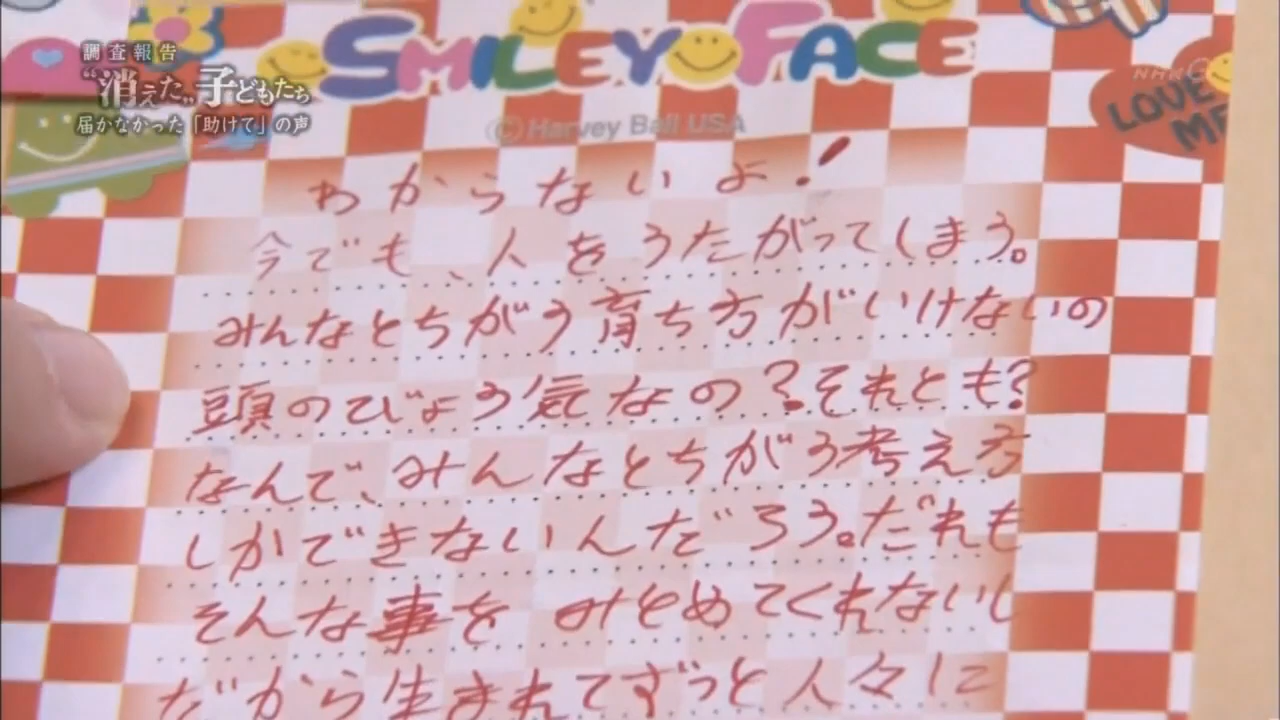 SMILEY FACE
調査報告
“消えた„子どもたち
届かなかった「助けて」の声
NHK
LOVE
ME
© Harvey Ball USA
わからないよ!
今でも、人をうたがってしまう。
みんなとちがう育ち方がいけないの
頭のびょう気なの?それとも?
なんで、みんなとちがう考え方
しかできないんだろう。だれも
そんな事をみとめてくれないし
だから生まれてずっと人々に